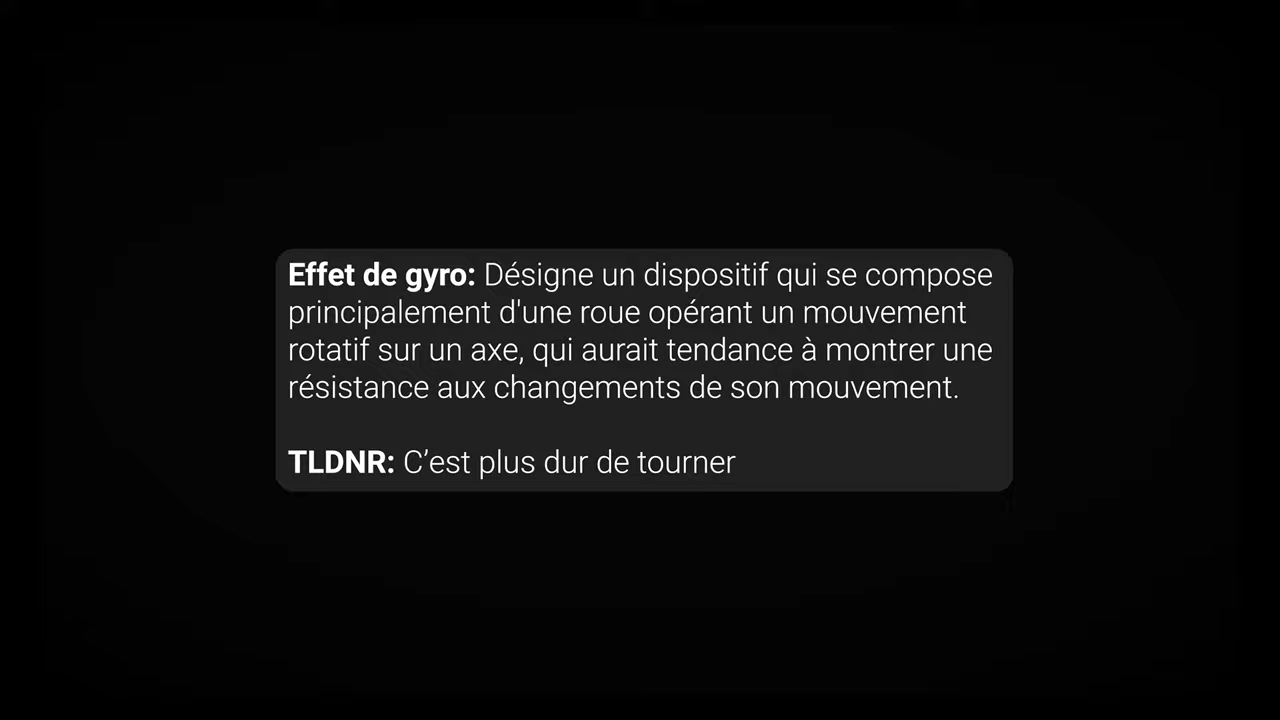 Effet de gyro: Désigne un dispositif qui se compose
principalement d'une roue opérant un mouvement
rotatif sur un axe, qui aurait tendance à montrer une
résistance aux changements de son mouvement.
TLDNR: C’est plus dur de tourner